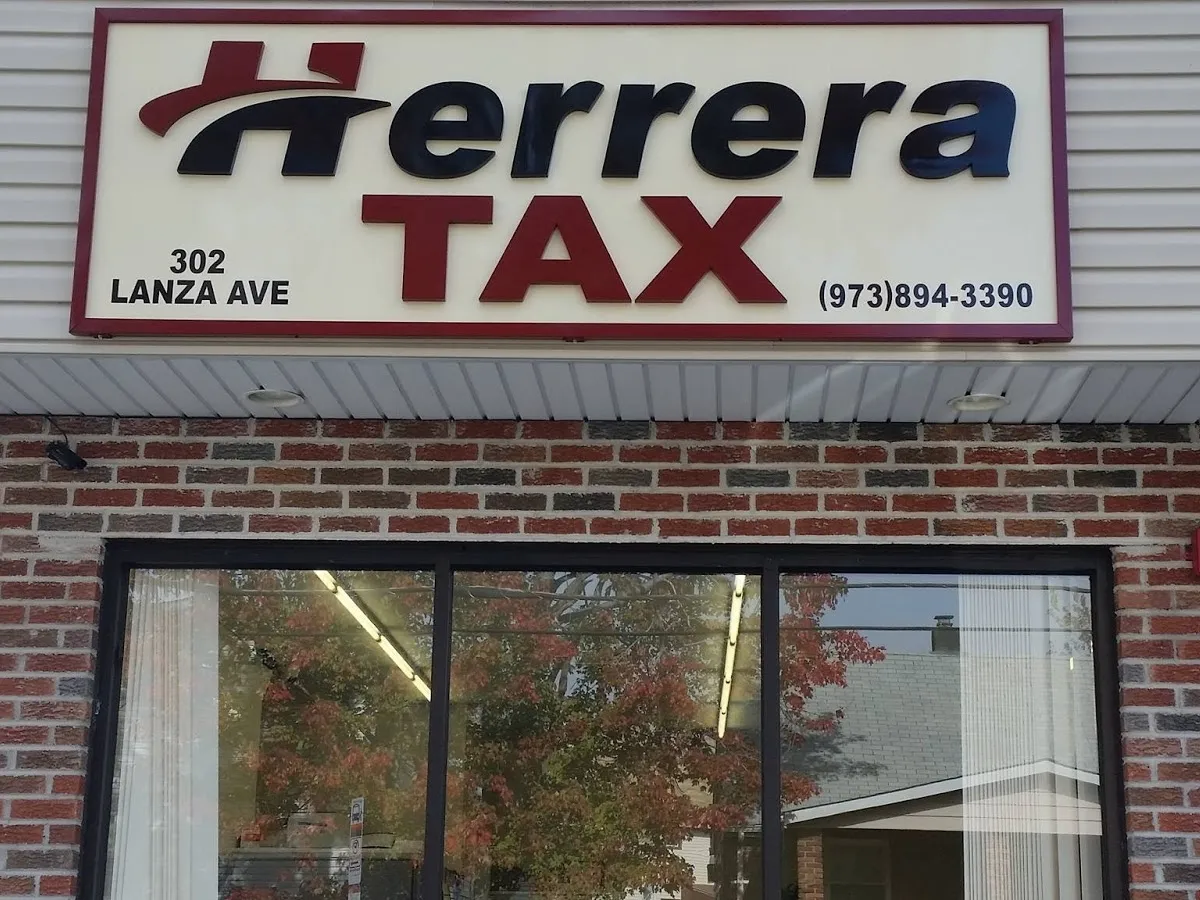 Herrera
TAX
302
LANZA AVE
(973)894-3390